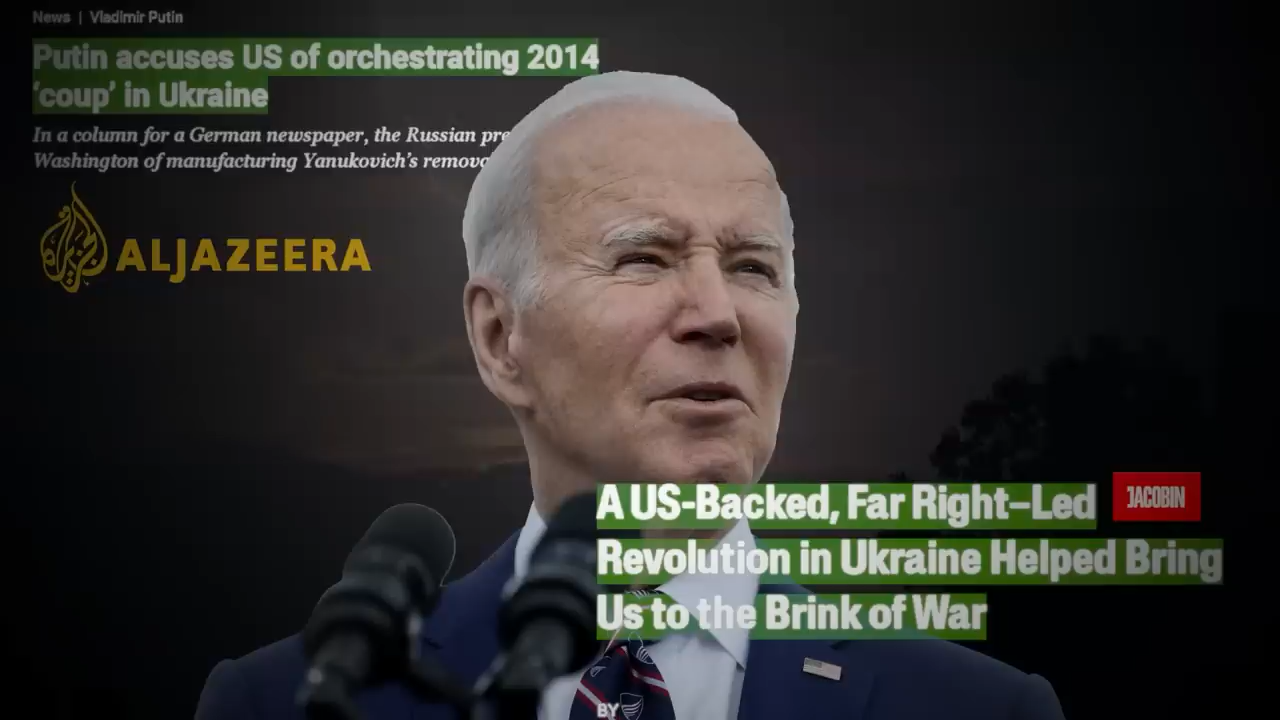 News | Vladimir Putin
Putin accuses US of orchestrating 2014
‘coup’ in Ukraine
In a column for a German newspaper, the Russian pre
Washington of manufacturing Yanukovich’s remova
ALJAZEERA
A US-Backed, Far Right–Led
JACOBIN
Revolution in Ukraine Helped Bring
Us to the Brink of War
BY